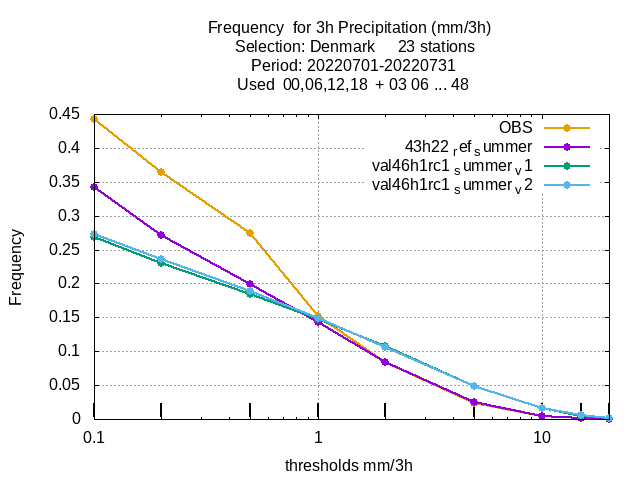 Frequency  for 3h Precipitation (mm/3h)
Selection: Denmark     23 stations
Period: 20220701-20220731
Used  00,06,12,18  + 03 06 ... 48
0.45
0.4
0.35
0.3
0.25
0.2
0.15
0.1
0.05
0
Frequency
OBS
43h22_ref_summer
val46h1rc1_summer_v1
val46h1rc1_summer_v2
0.1 1 10
thresholds mm/3h